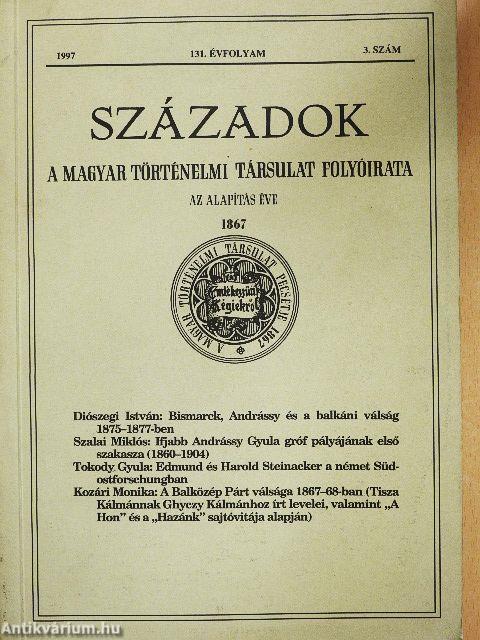 1997 131. ÉVFOLYAM 3. SZÁM
SZÁZADOK
A MAGYAR TÖRTÉNELMI TÁRSULAT FOLYÓIRATA
AZ ALAPÍTÁS ÉVE
1867
A MAGYAR TÖRTÉNELMI TÁRSULAT PECSÉTJE 1867
Emlékezzünk
Régiekről
Diószegi István: Bismarck, Andrássy és a balkáni válság
1875–1877-ben
Szalai Miklós: Ifjabb Andrássy Gyula gróf pályájának első
szakasza (1860–1904)
Tokody Gyula: Edmund és Harold Steinacker a német Süd-
ostforschungban
Kozári Monika: A Balközép Párt válsága 1867–68-ban (Tisza
Kálmánnak Ghyczy Kálmánhoz írt levelei, valamint „A
Hon” és a „Hazánk” sajtóvitája alapján)
Antikvárium.hu